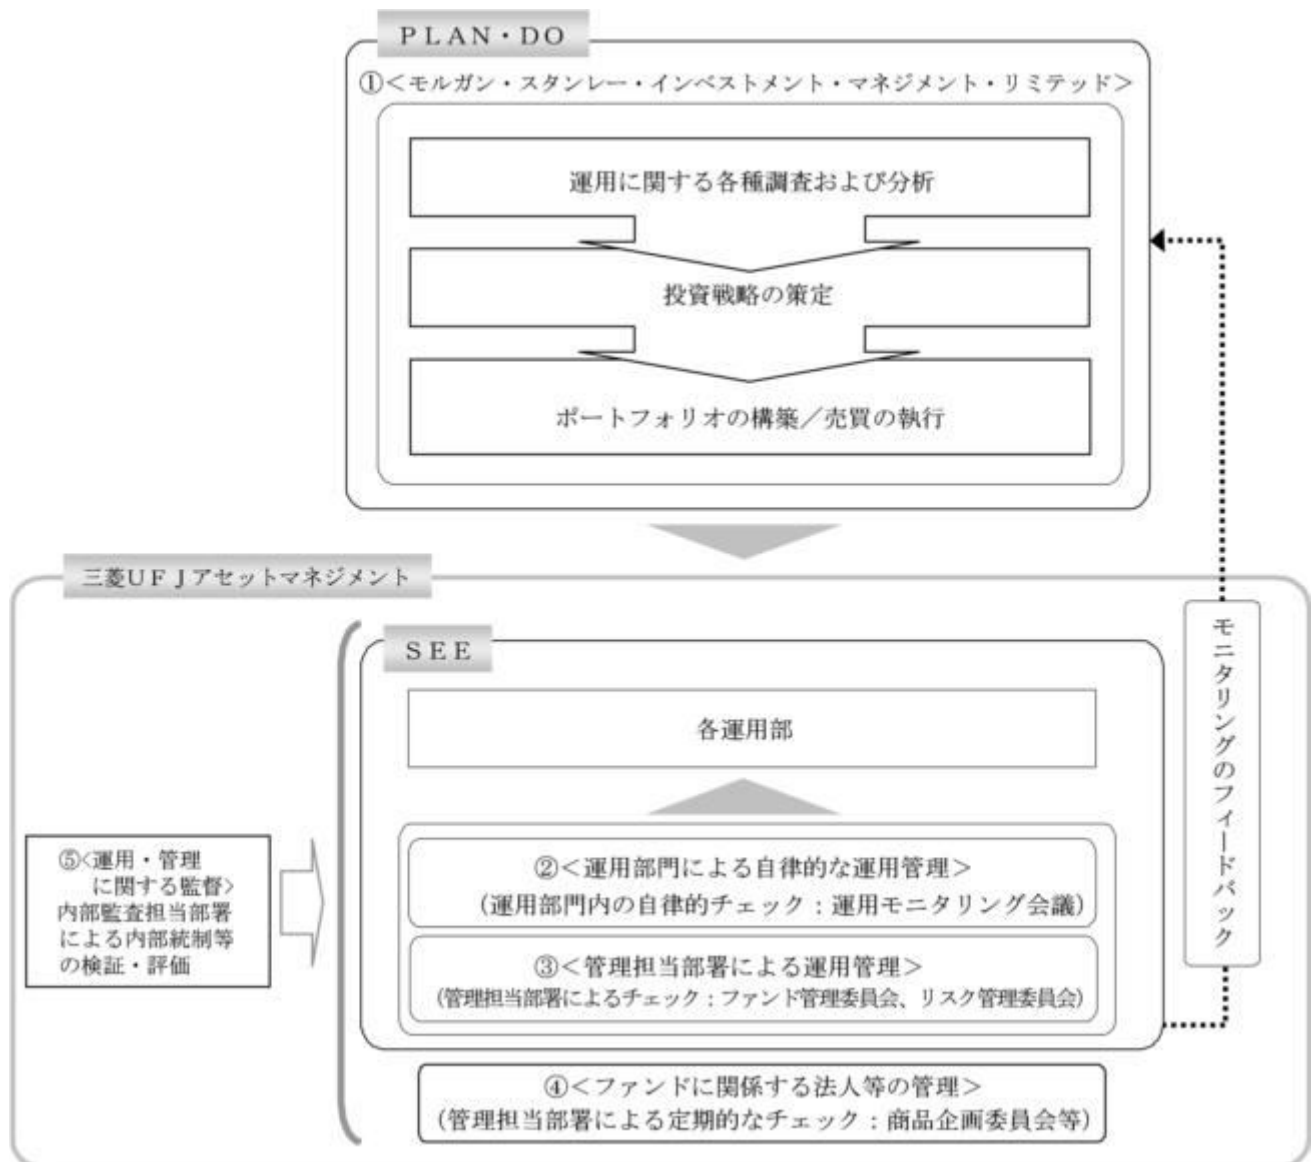 PLAN・DO
①<モルガン・スタンレー・インベストメント・マネジメント・リミテッド>
運用に関する各種調査および分析
投資戦略の策定
ポートフォリオの構築/売買の執行
三菱UFJアセットマネジメント
SEE
各運用部
②<運用部門による自律的な運用管理>
(運用部門内の自律的チェック:運用モニタリング会議)
③<管理担当部署による運用管理>
(管理担当部署によるチェック:ファンド管理委員会、リスク管理委員会)
④<ファンドに関係する法人等の管理>
(管理担当部署による定期的なチェック:商品企画委員会等)
⑤<運用・管理
に関する監督>
内部監査担当部署
による内部統制等
の検証・評価
モニタリングのフィードバック